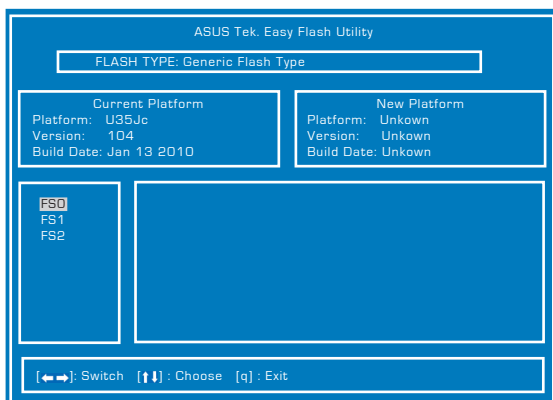 ASUS Tek. Easy Flash Utility
FLASH TYPE: Generic Flash Type
Current Platform
Platform: U35Jc
Version: 104
Build Date: Jan 13 2010
New Platform
Platform: Unkown
Version: Unkown
Build Date: Unkown
FS0
FS1
FS2
[←→]: Switch [↑↓] : Choose [q] : Exit